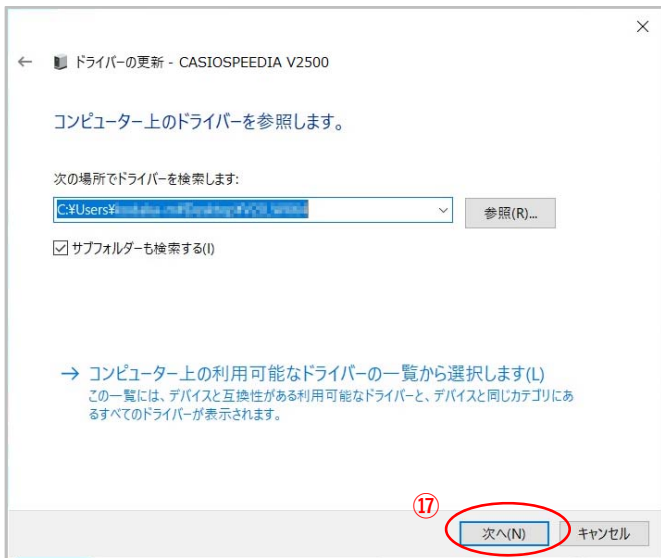 ドライバーの更新 - CASIOSPEEDIA V2500
コンピューター上のドライバーを参照します。
次の場所でドライバーを検索します:
C:¥Users¥
参照(R)...
サブフォルダーも検索する(I)
→ コンピューター上の利用可能なドライバーの一覧から選択します(L)
この一覧には、デバイスと互換性がある利用可能なドライバーと、デバイスと同じカテゴリにあ
るすべてのドライバーが表示されます。
⑰
次へ(N)
キャンセル